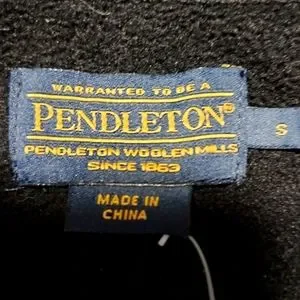 WARRANTED TO BE A
PENDLETON®
PENDLETON WOOLEN MILLS
SINCE 1863
S
MADE IN
CHINA